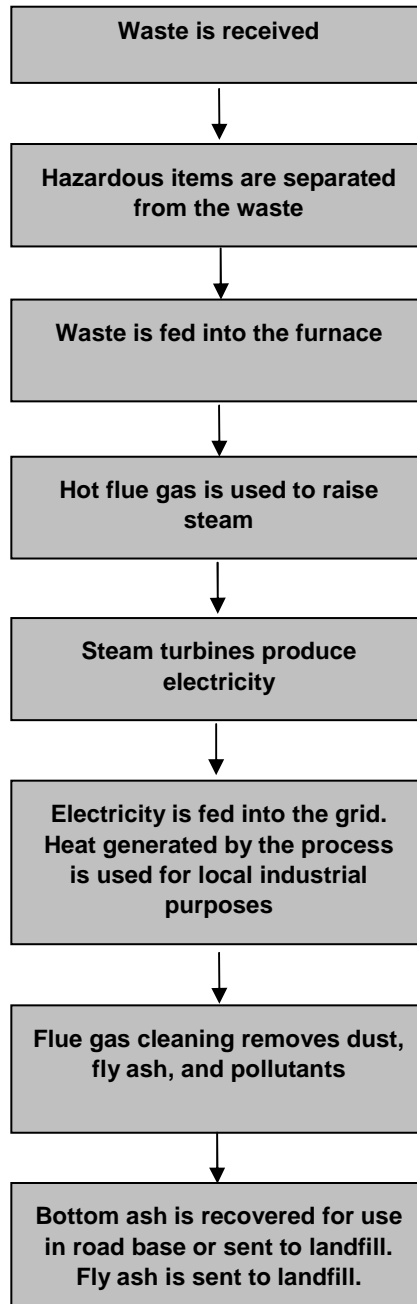 Waste is received
Hazardous items are separated
from the waste
Waste is fed into the furnace
Hot flue gas is used to raise
steam
Steam turbines produce
electricity
Electricity is fed into the grid.
Heat generated by the process
is used for local industrial
purposes
Flue gas cleaning removes dust,
fly ash, and pollutants
Bottom ash is recovered for use
in road base or sent to landfill.
Fly ash is sent to landfill.